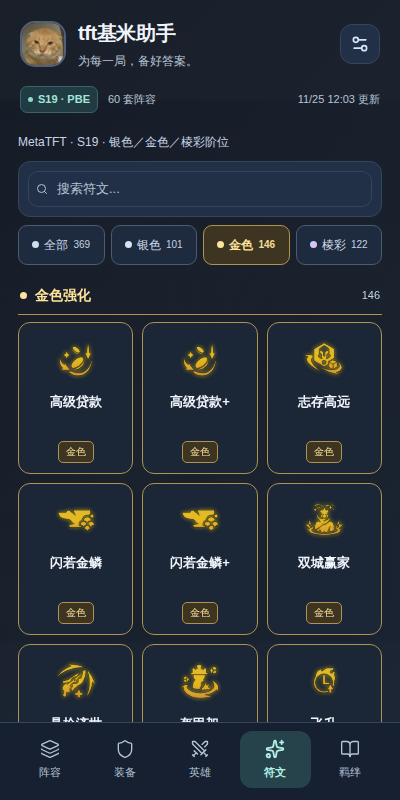 tft基米助手
为每一局，备好答案。
S19 · PBE 60 套阵容 11/25 12:03 更新
MetaTFT · S19 · 银色／金色／棱彩阶位
搜索符文...
全部 369 银色 101 金色 146 棱彩 122
金色强化 146
高级贷款 高级贷款+ 志存高远
金色 金色 金色
闪若金鳞 闪若金鳞+ 双城赢家
金色 金色 金色
阵容 装备 英雄 符文 羁绊